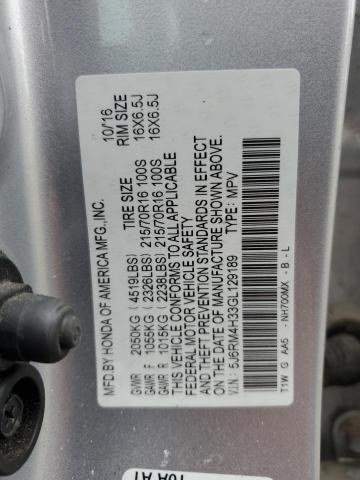 MFD.BY HONDA OF AMERICA MFG.,INC. 10/'16
TIRE SIZE RIM SIZE
GVWR 2050KG (4519LBS)
GAWR F 1055KG (2326LBS) 215/70R16 100S 16X6.5J
GAWR R 1015KG (2238LBS) 215/70R16 100S 16X6.5J
THIS VEHICLE CONFORMS TO ALL APPLICABLE
FEDERAL MOTOR VEHICLE SAFETY
AND THEFT PREVENTION STANDARDS IN EFFECT
ON THE DATE OF MANUFACTURE SHOWN ABOVE.
V.I.N.: 5J6RM4H33GL129189 TYPE: MPV
T1W G AA5 - NH700MX - B - L